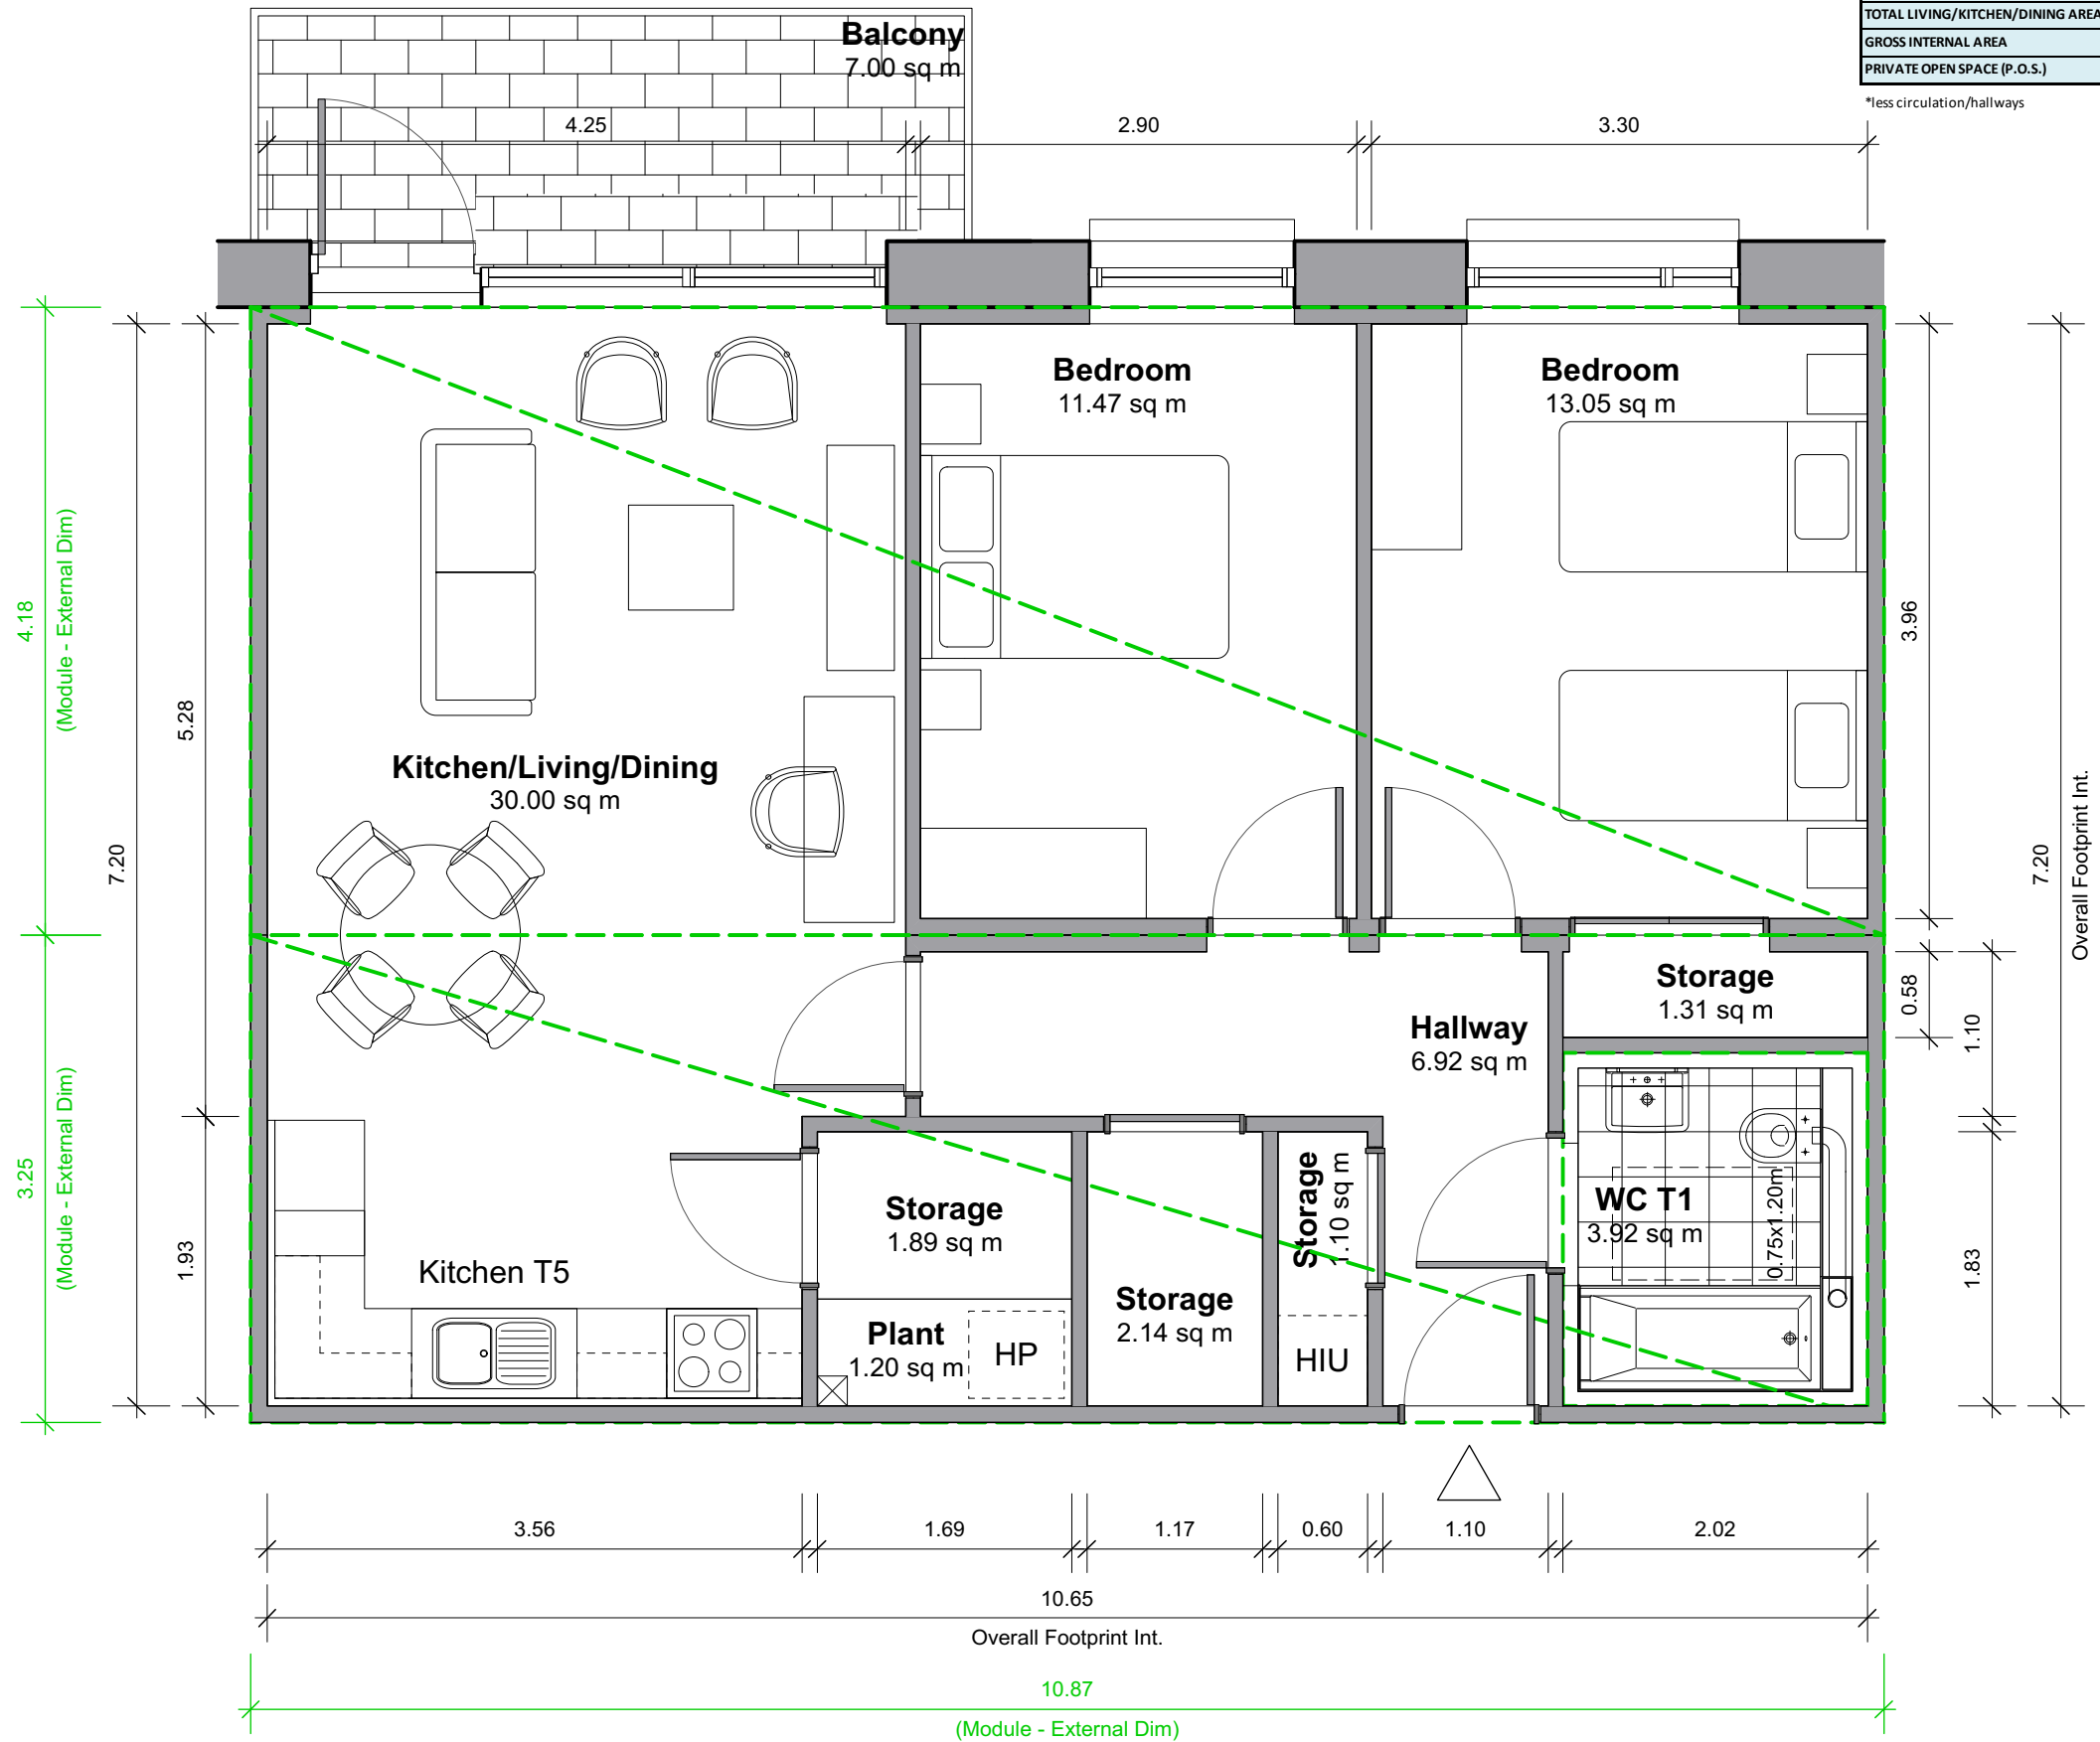 TOTAL LIVING/KITCHEN/DINING AREA
GROSS INTERNAL AREA
PRIVATE OPEN SPACE (P.O.S.)
*less circulation/hallways
Balcony
7.00 sq m
4.25
2.90
3.30
Bedroom
11.47 sq m
Bedroom
13.05 sq m
4.18
(Module - External Dim)
5.28
7.20
3.96
7.20
Overall Footprint Int.
Kitchen/Living/Dining
30.00 sq m
Storage
1.31 sq m
0.58
1.10
Hallway
6.92 sq m
3.25
(Module - External Dim)
1.93
Storage
1.89 sq m
Storage
1.10 sq m
WC T1
3.92 sq m
0.75x1.20m
1.83
Kitchen T5
Storage
2.14 sq m
Plant
1.20 sq m
HP
HIU
3.56
1.69
1.17
0.60
1.10
2.02
10.65
Overall Footprint Int.
10.87
(Module - External Dim)